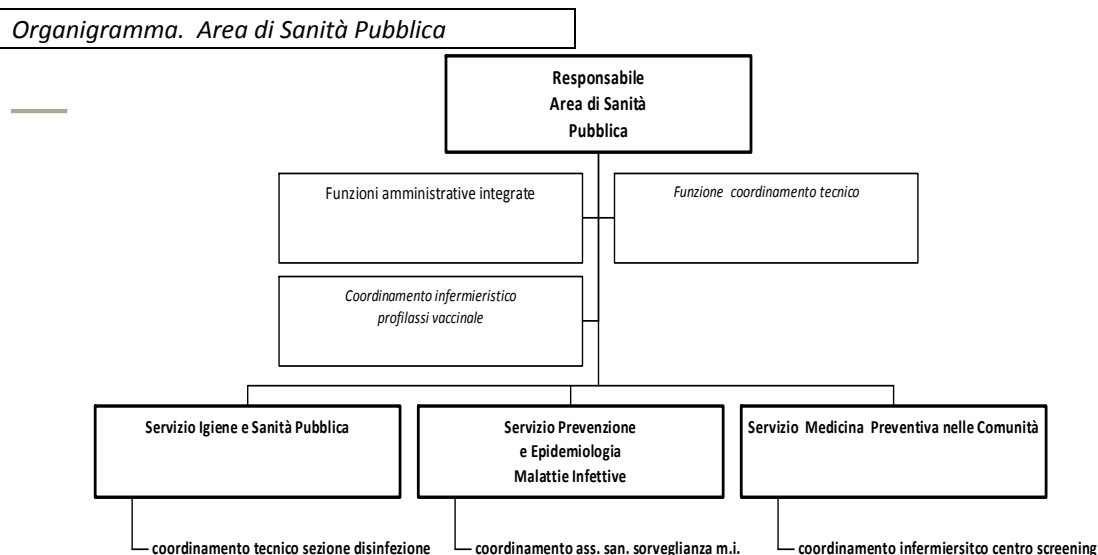 Organigramma. Area di Sanità Pubblica
Responsabile
Area di Sanità
Pubblica
Funzioni amministrative integrate
Funzione coordinamento tecnico
Coordinamento infermieristico
profilassi vaccinale
Servizio Igiene e Sanità Pubblica
Servizio Prevenzione
e Epidemiologia
Malattie Infettive
Servizio Medicina Preventiva nelle Comunità
coordinamento tecnico sezione disinfezione
coordinamento ass. san. sorveglianza m.i.
coordinamento infermiersitco centro screening